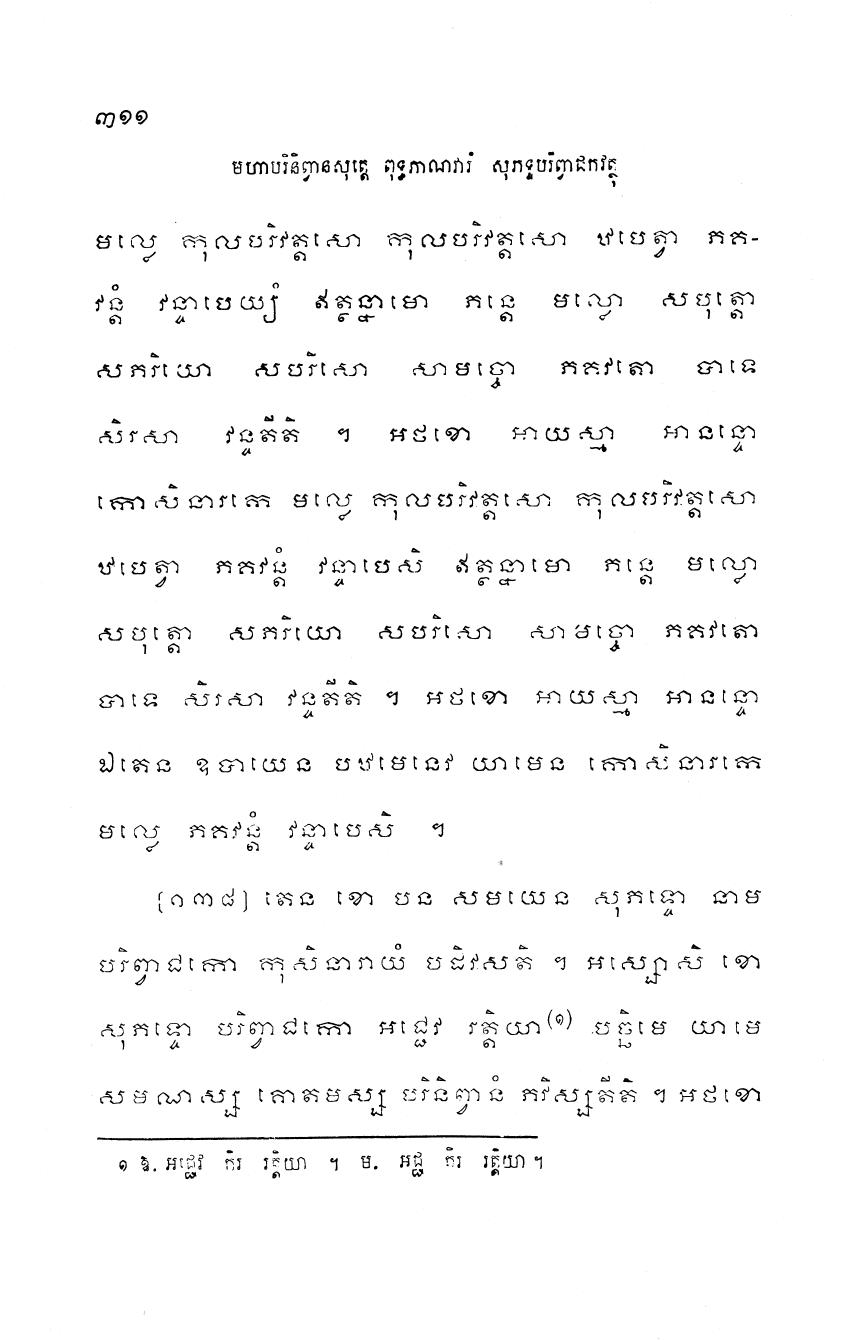 ៣១១
មហាបរិនិព្វានសុត្តេ ពុទ្ធភាណវារំ សុភទ្ទបរិព្វាជកវត្ថុ
មល្លេ កុលបរិវត្តសោ កុលបរិវត្តសោ ឋបេត្វា ភគ-
វន្តំ វន្ទាបេយ្យំ ឥត្ថន្នាមោ ភន្តេ មល្លោ សបុត្តោ
សភរិយោ សបរិសោ សាមច្ចោ ភគវតោ បាទេ
សិរសា វន្ទតីតិ ។ អថខោ អាយស្មា អានន្ទោ
កោសិនារកេ មល្លេ កុលបរិវត្តសោ កុលបរិវត្តសោ
ឋបេត្វា ភគវន្តំ វន្ទាបេសិ ឥត្ថន្នាមោ ភន្តេ មល្លោ
សបុត្តោ សភរិយោ សបរិសោ សាមច្ចោ ភគវតោ
បាទេ សិរសា វន្ទតីតិ ។ អថខោ អាយស្មា អានន្ទោ
ឯតេន ឧបាយេន បឋមេនេវ យាមេន កោសិនារកេ
មល្លេ ភគវន្តំ វន្ទាបេសិ ។
[១៣៨] តេន ខោ បន សមយេន សុភទ្ទោ នាម
បរិព្វាជកោ កុសិនារាយំ បដិវសតិ ។ អស្សោសិ ខោ
សុភទ្ទោ បរិព្វាជកោ អជ្ជេវ រត្តិយា(១) បច្ឆិមេ យាមេ
សមណស្ស គោតមស្ស បរិនិព្វានំ ភវិស្សតីតិ ។ អថខោ
១ ឱ. អជ្ជេវ កិរ រត្តិយា ។ ម. អជ្ជ កិរ រត្តិយា ។